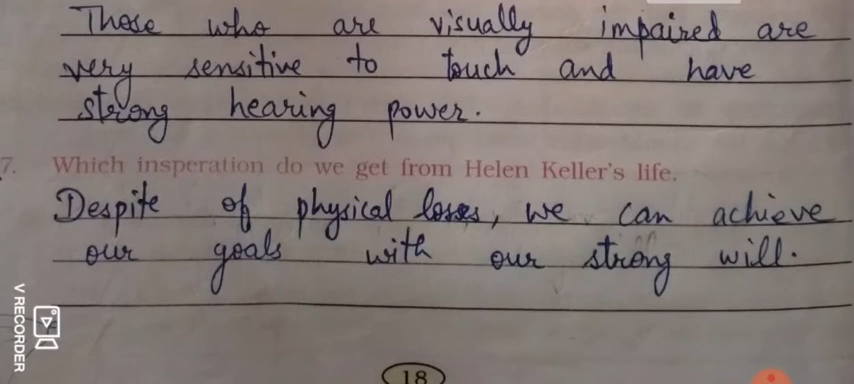 Those who are visually impaired are
very sensitive to touch and have
strong hearing power.
7. Which insperation do we get from Helen Keller's life.
Despite of physical losses, we can achieve
our goals with our strong will.
V RECORDER
18